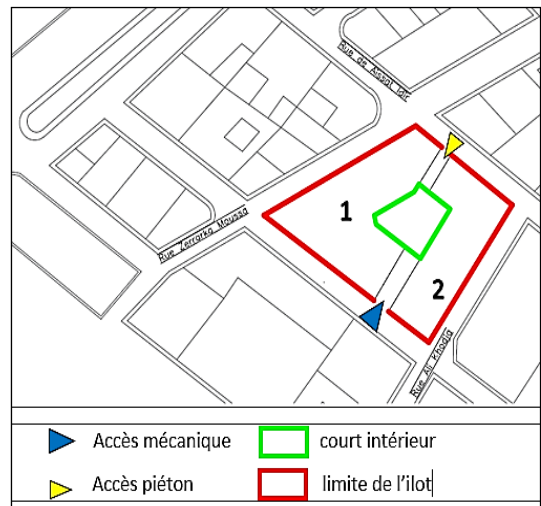 Rue de Aissat Idir
1
2
Rue Zerrarka Moussa
Rue Ali Khodja
Accès mécanique
court intérieur
Accès piéton
limite de l'ilot